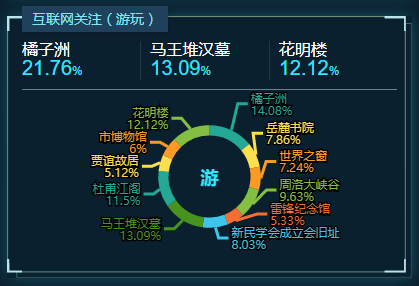 互联网关注（游玩）
橘子洲
21.76%
马王堆汉墓
13.09%
花明楼
12.12%
橘子洲
14.08%
岳麓书院
7.86%
世界之窗
7.24%
周洛大峡谷
9.63%
雷锋纪念馆
5.33%
新民学会成立会旧址
8.03%
马王堆汉墓
13.09%
杜甫江阁
11.5%
贾谊故居
5.12%
市博物馆
6%
花明楼
12.12%
游